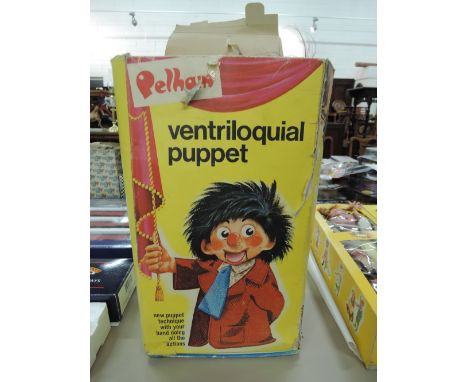 Pelham
ventriloquial
puppet
new puppet
technique
with your
hand doing
all the
actions